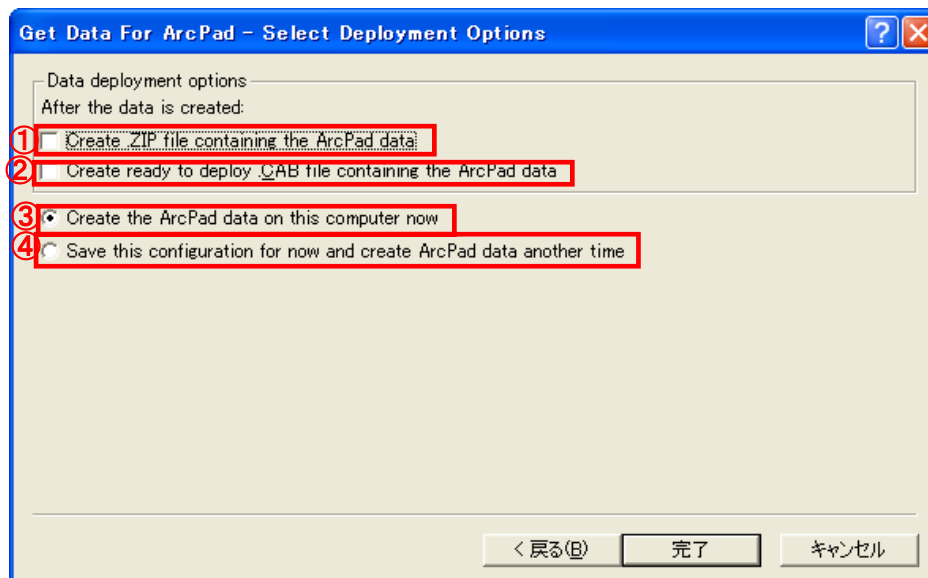 Get Data For ArcPad - Select Deployment Options
Data deployment options
After the data is created:
① Create .ZIP file containing the ArcPad data
② Create ready to deploy .CAB file containing the ArcPad data
③ Create the ArcPad data on this computer now
④ Save this configuration for now and create ArcPad data another time
< 戻る(B) 完了 キャンセル